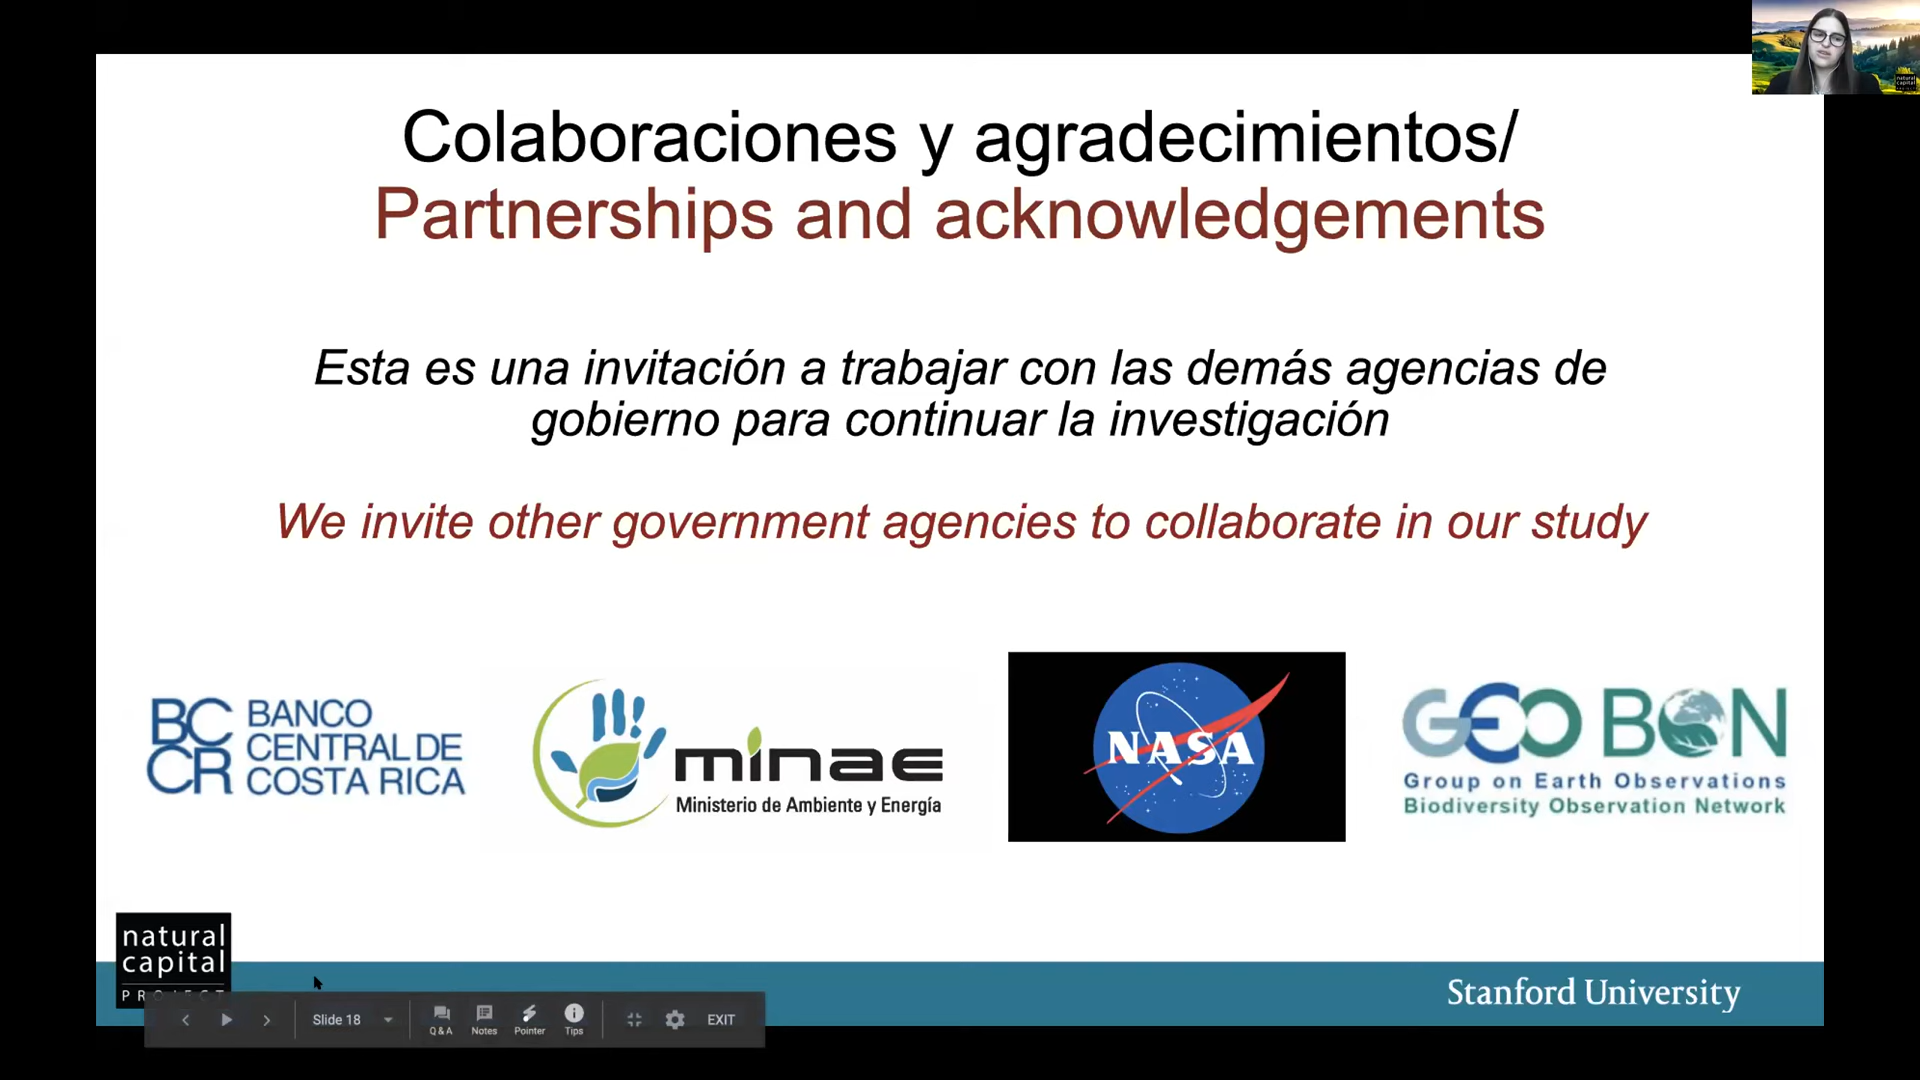 Colaboraciones y agradecimientos/
Partnerships and acknowledgements
Esta es una invitación a trabajar con las demás agencias de
gobierno para continuar la investigación
We invite other government agencies to collaborate in our study
BC
CR
BANCO
CENTRAL DE
COSTA RICA
minae
Ministerio de Ambiente y Energía
NASA
GEO BON
Group on Earth Observations
Biodiversity Observation Network
natural
capital
PROJECT
Stanford University
Slide 18
Q & A
Notes
Pointer
Tips
EXIT
natural
capital